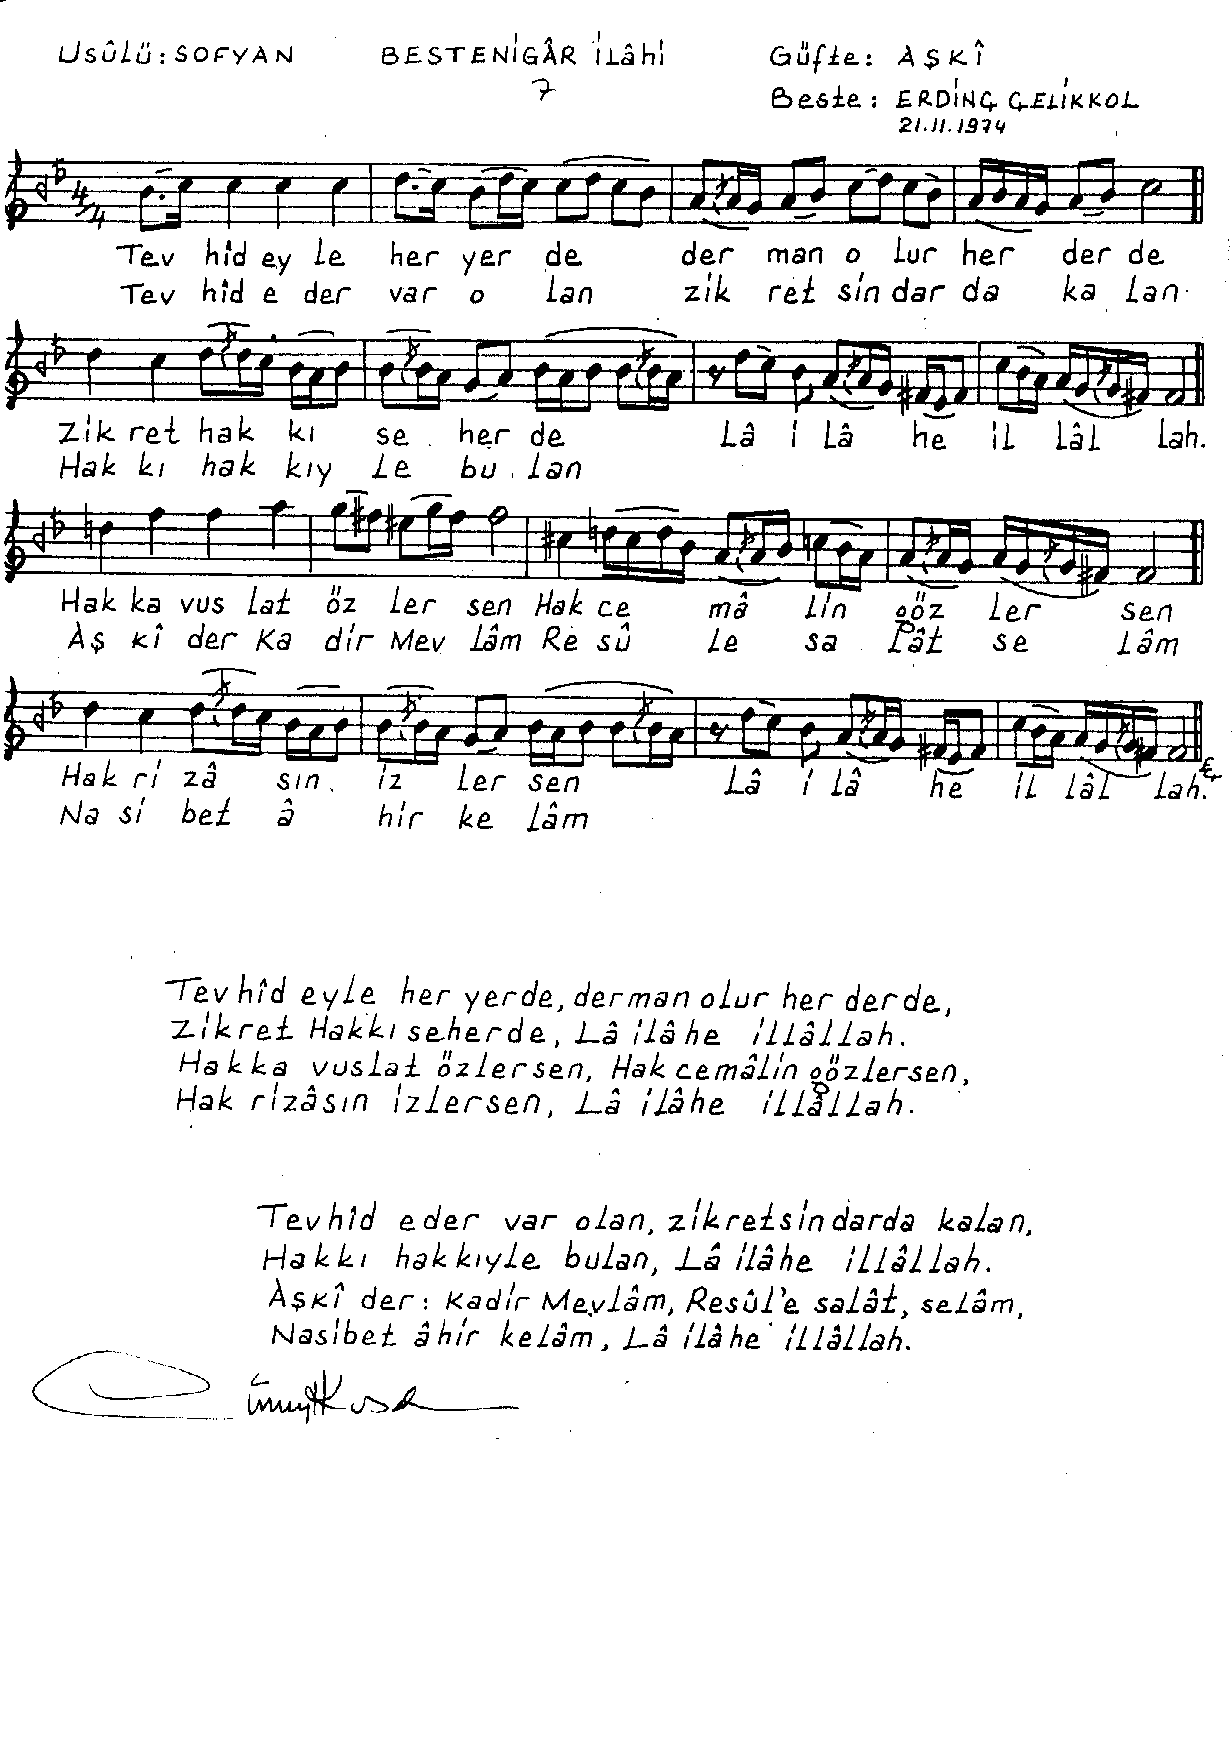 Usûlü: SOFYAN BESTENİGÂR İLÂHİ Güfte: AŞKÎ
7
Beste: ERDİNÇ ÇELİKKOL
21.11.1974
4/4
Tev hîd ey le her yer de der man o lur her der de
Tev hîd e der var o lan zik ret sin dar da ka lan
Zik ret hak kı se her de Lâ i lâ he il lâl lah.
Hak kı hak kıy le bu lan
Hak ka vus lat öz ler sen Hak ce mâ lin göz ler sen
Aş kî der Ka dir Mev lâm Re sû le sa lât se lâm
Hak ri zâ sın iz ler sen Lâ i lâ he il lâl lah.
Na si bet â hir ke lâm
Tevhîd eyle her yerde, derman olur her derde,
Zikret Hakkı seherde, Lâ ilâhe illâllah.
Hakka vuslat özlersen, Hak cemâlin gözlersen,
Hak rizâsın izlersen, Lâ ilâhe illâllah.
Tevhîd eder var olan, zikretsin darda kalan,
Hakkı hakkıyle bulan, Lâ ilâhe illâllah.
Aşkî der: Kadir Mevlâm, Resûl'e salât, selâm,
Nasibet âhir kelâm, Lâ ilâhe illâllah.